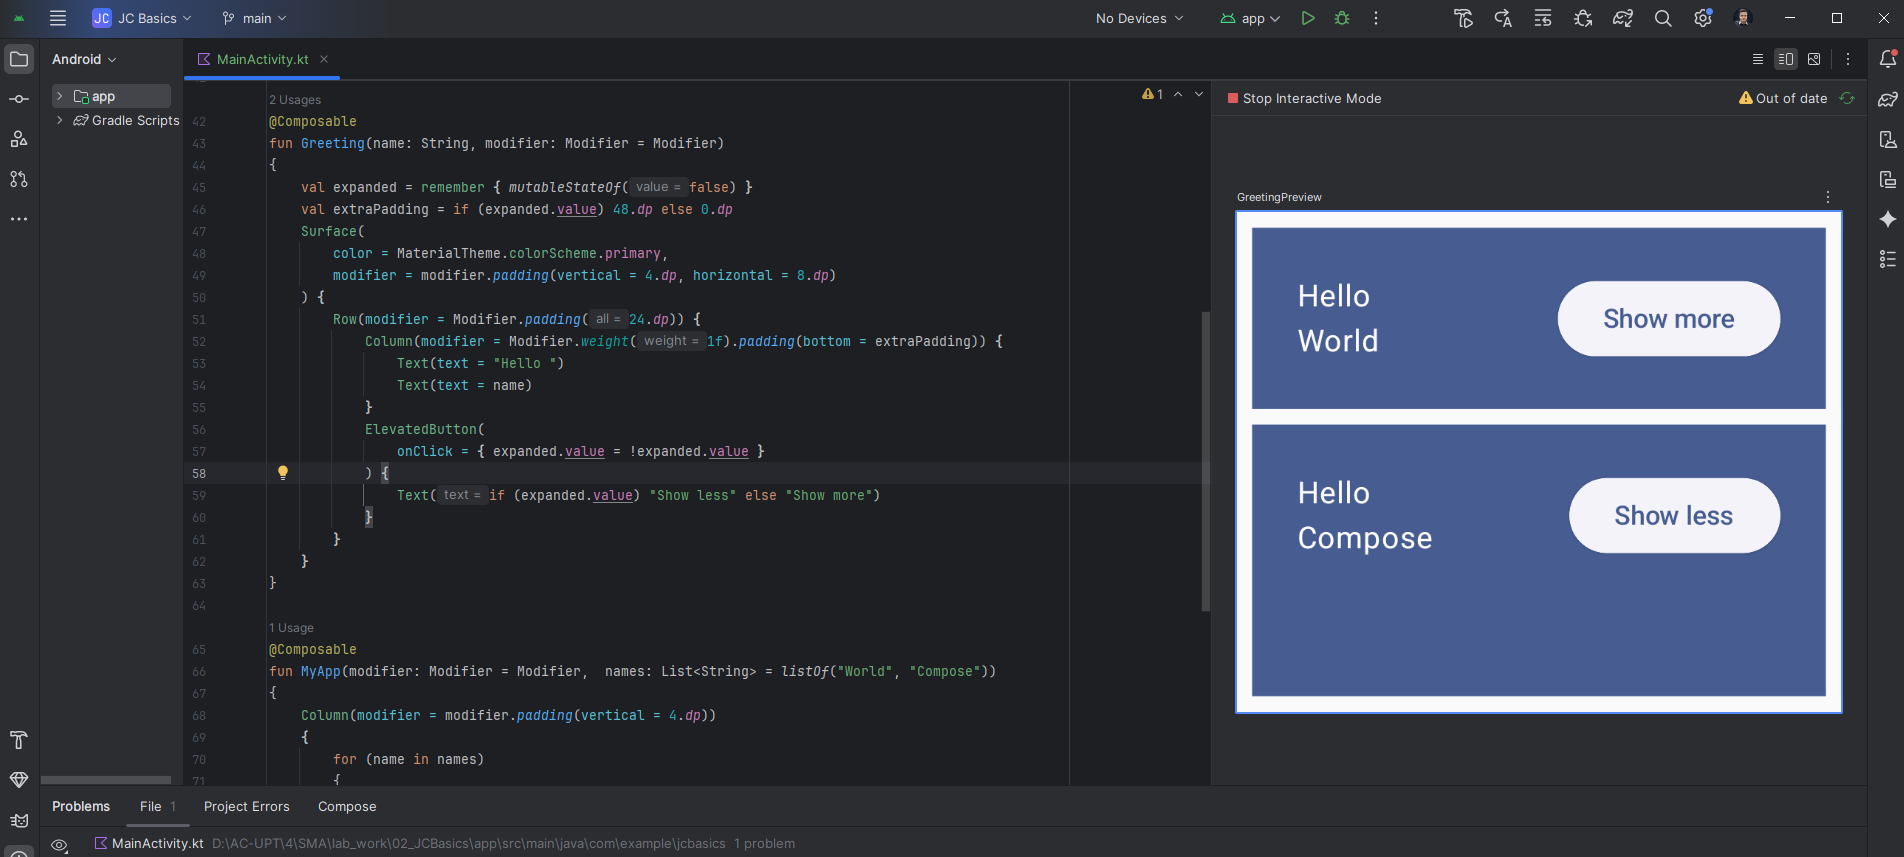 JC JC Basics main No Devices app
Android
MainActivity.kt
app
Gradle Scripts
1
2 Usages
42 @Composable
43 fun Greeting(name: String, modifier: Modifier = Modifier)
44 {
45 val expanded = remember { mutableStateOf( value = false) }
46 val extraPadding = if (expanded.value) 48.dp else 0.dp
47 Surface(
48 color = MaterialTheme.colorScheme.primary,
49 modifier = modifier.padding(vertical = 4.dp, horizontal = 8.dp)
50 ) {
51 Row(modifier = Modifier.padding( all = 24.dp)) {
52 Column(modifier = Modifier.weight( weight = 1f).padding(bottom = extraPadding)) {
53 Text(text = "Hello ")
54 Text(text = name)
55 }
56 ElevatedButton(
57 onClick = { expanded.value = !expanded.value }
58 ) {
59 Text( text = if (expanded.value) "Show less" else "Show more")
60 }
61 }
62 }
63 }
64
1 Usage
65 @Composable
66 fun MyApp(modifier: Modifier = Modifier,  names: List<String> = listOf("World", "Compose"))
67 {
68 Column(modifier = modifier.padding(vertical = 4.dp))
69 {
70 for (name in names)
71 {
Stop Interactive Mode Out of date
GreetingPreview
Hello
World
Show more
Hello
Compose
Show less
Problems File 1 Project Errors Compose
MainActivity.kt D:\AC-UPT\4\SMA\lab_work\02_JCBasics\app\src\main\java\com\example\jcbasics 1 problem